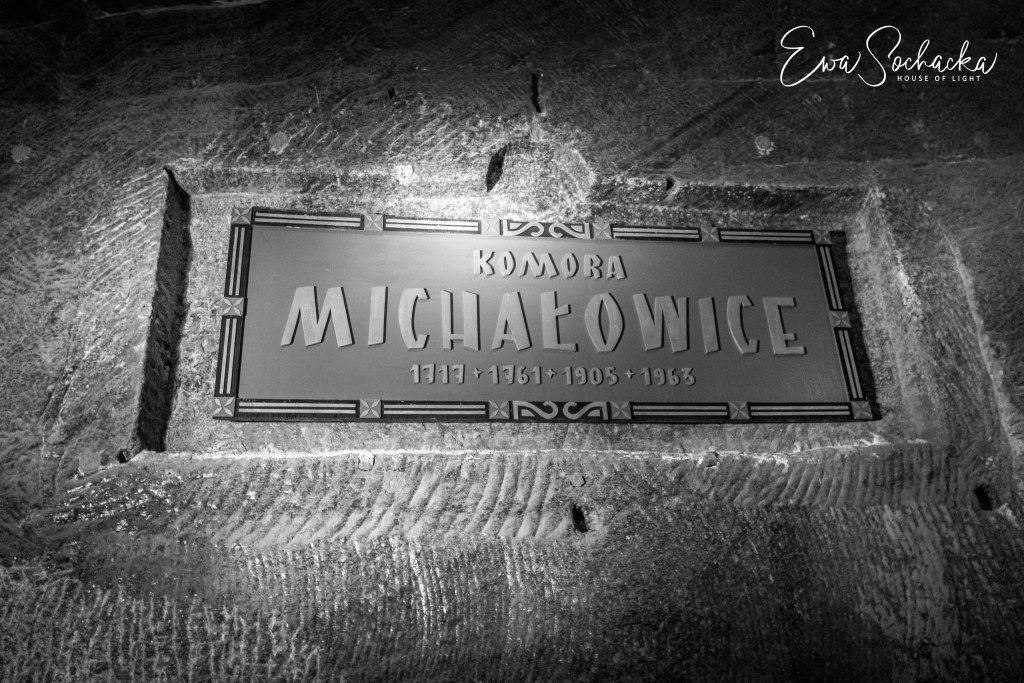 Ewa Sochacka
HOUSE OF LIGHT
KOMORA
MICHAŁOWICE
1717 + 1761 + 1905 + 1963